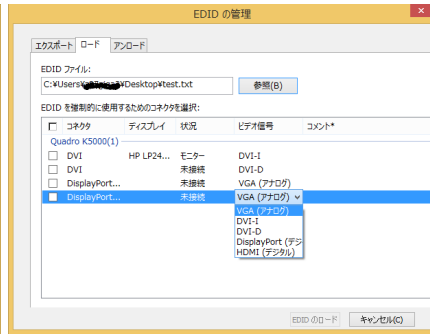 EDID の管理
エクスポート ロード アンロード
EDID ファイル:
C:¥Users¥ ¥Desktop¥test.txt 参照(B)
EDID を強制的に使用するためのコネクタを選択:
コネクタ ディスプレイ 状況 ビデオ信号 コメント*
Quadro K5000(1)
DVI HP LP24... モニター DVI-I
DVI 未接続 DVI-D
DisplayPort... 未接続 VGA (アナログ)
DisplayPort... 未接続 VGA (アナログ)
VGA (アナログ)
DVI-I
DVI-D
DisplayPort (デジ
HDMI (デジタル)
EDID のロード キャンセル(C)